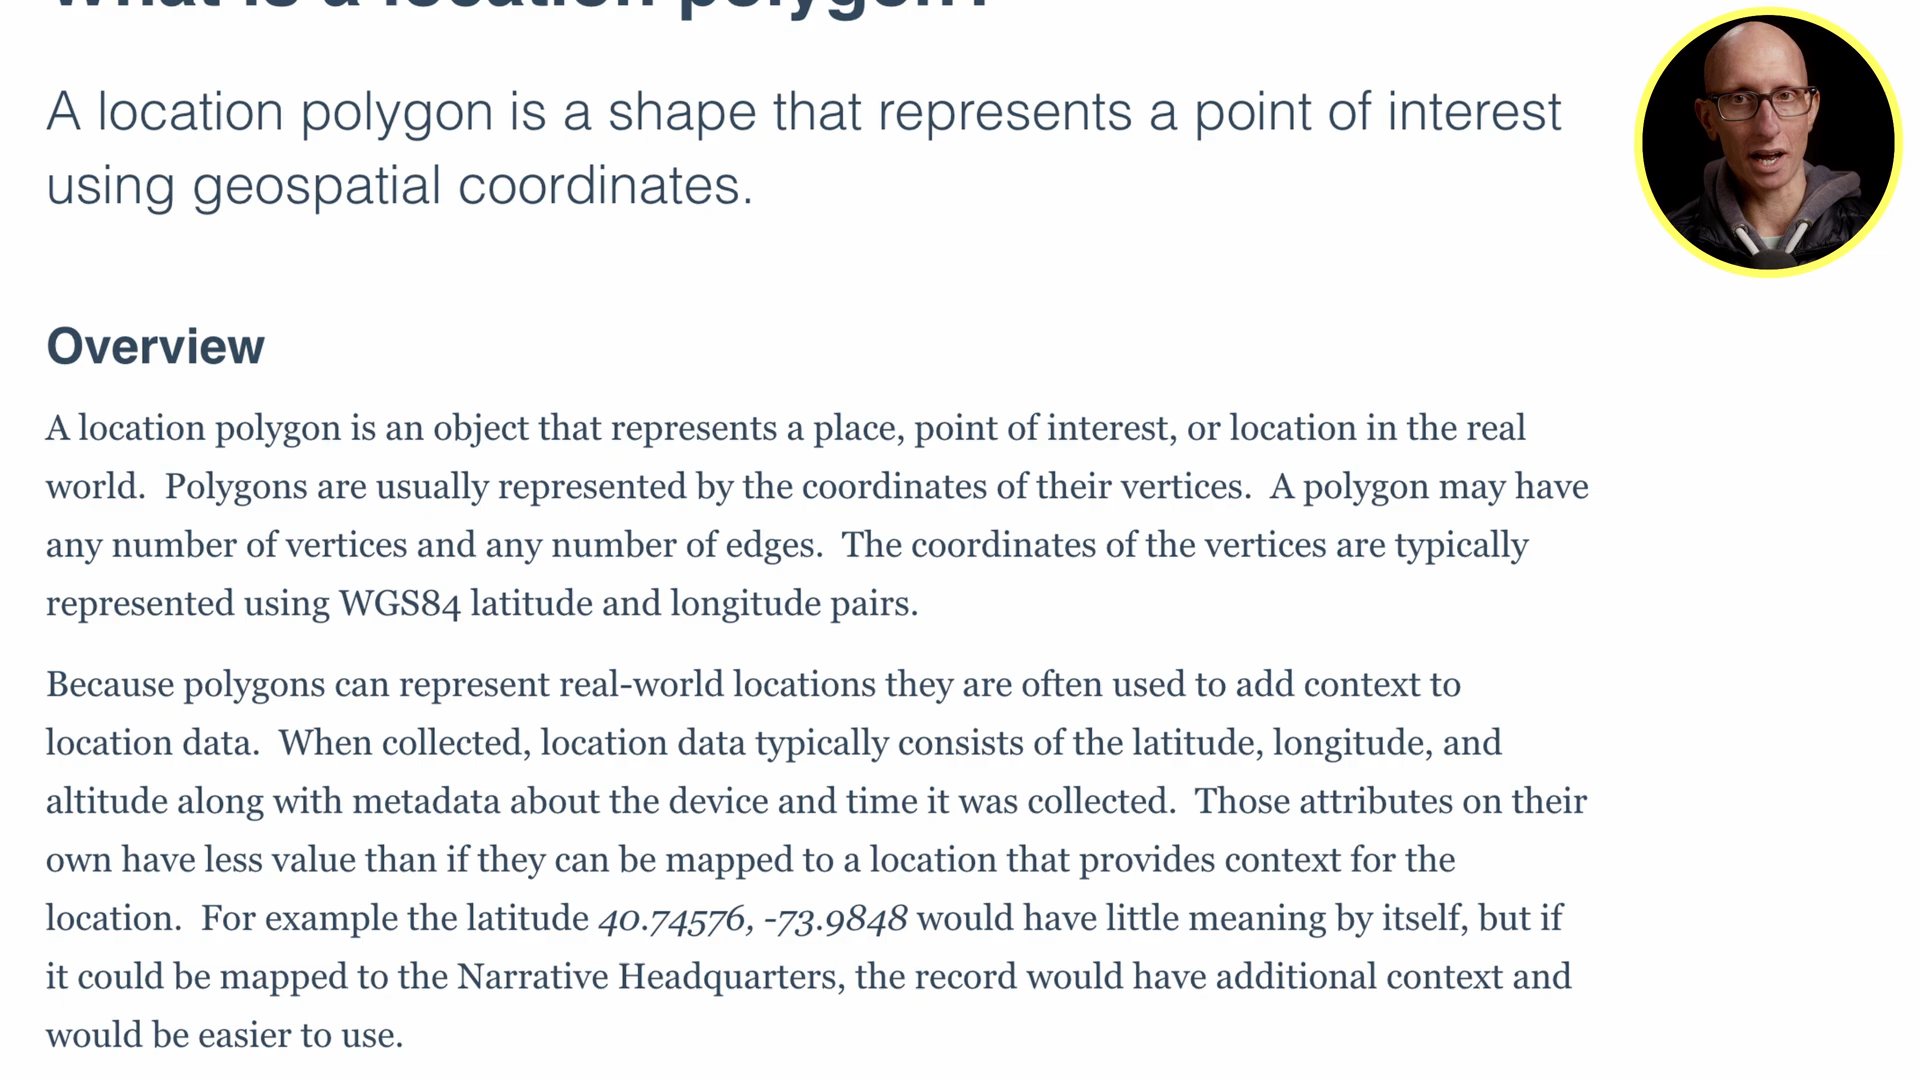 What is a location polygon?
A location polygon is a shape that represents a point of interest
using geospatial coordinates.
Overview
A location polygon is an object that represents a place, point of interest, or location in the real
world.  Polygons are usually represented by the coordinates of their vertices.  A polygon may have
any number of vertices and any number of edges.  The coordinates of the vertices are typically
represented using WGS84 latitude and longitude pairs.
Because polygons can represent real-world locations they are often used to add context to
location data.  When collected, location data typically consists of the latitude, longitude, and
altitude along with metadata about the device and time it was collected.  Those attributes on their
own have less value than if they can be mapped to a location that provides context for the
location.  For example the latitude 40.74576, -73.9848 would have little meaning by itself, but if
it could be mapped to the Narrative Headquarters, the record would have additional context and
would be easier to use.